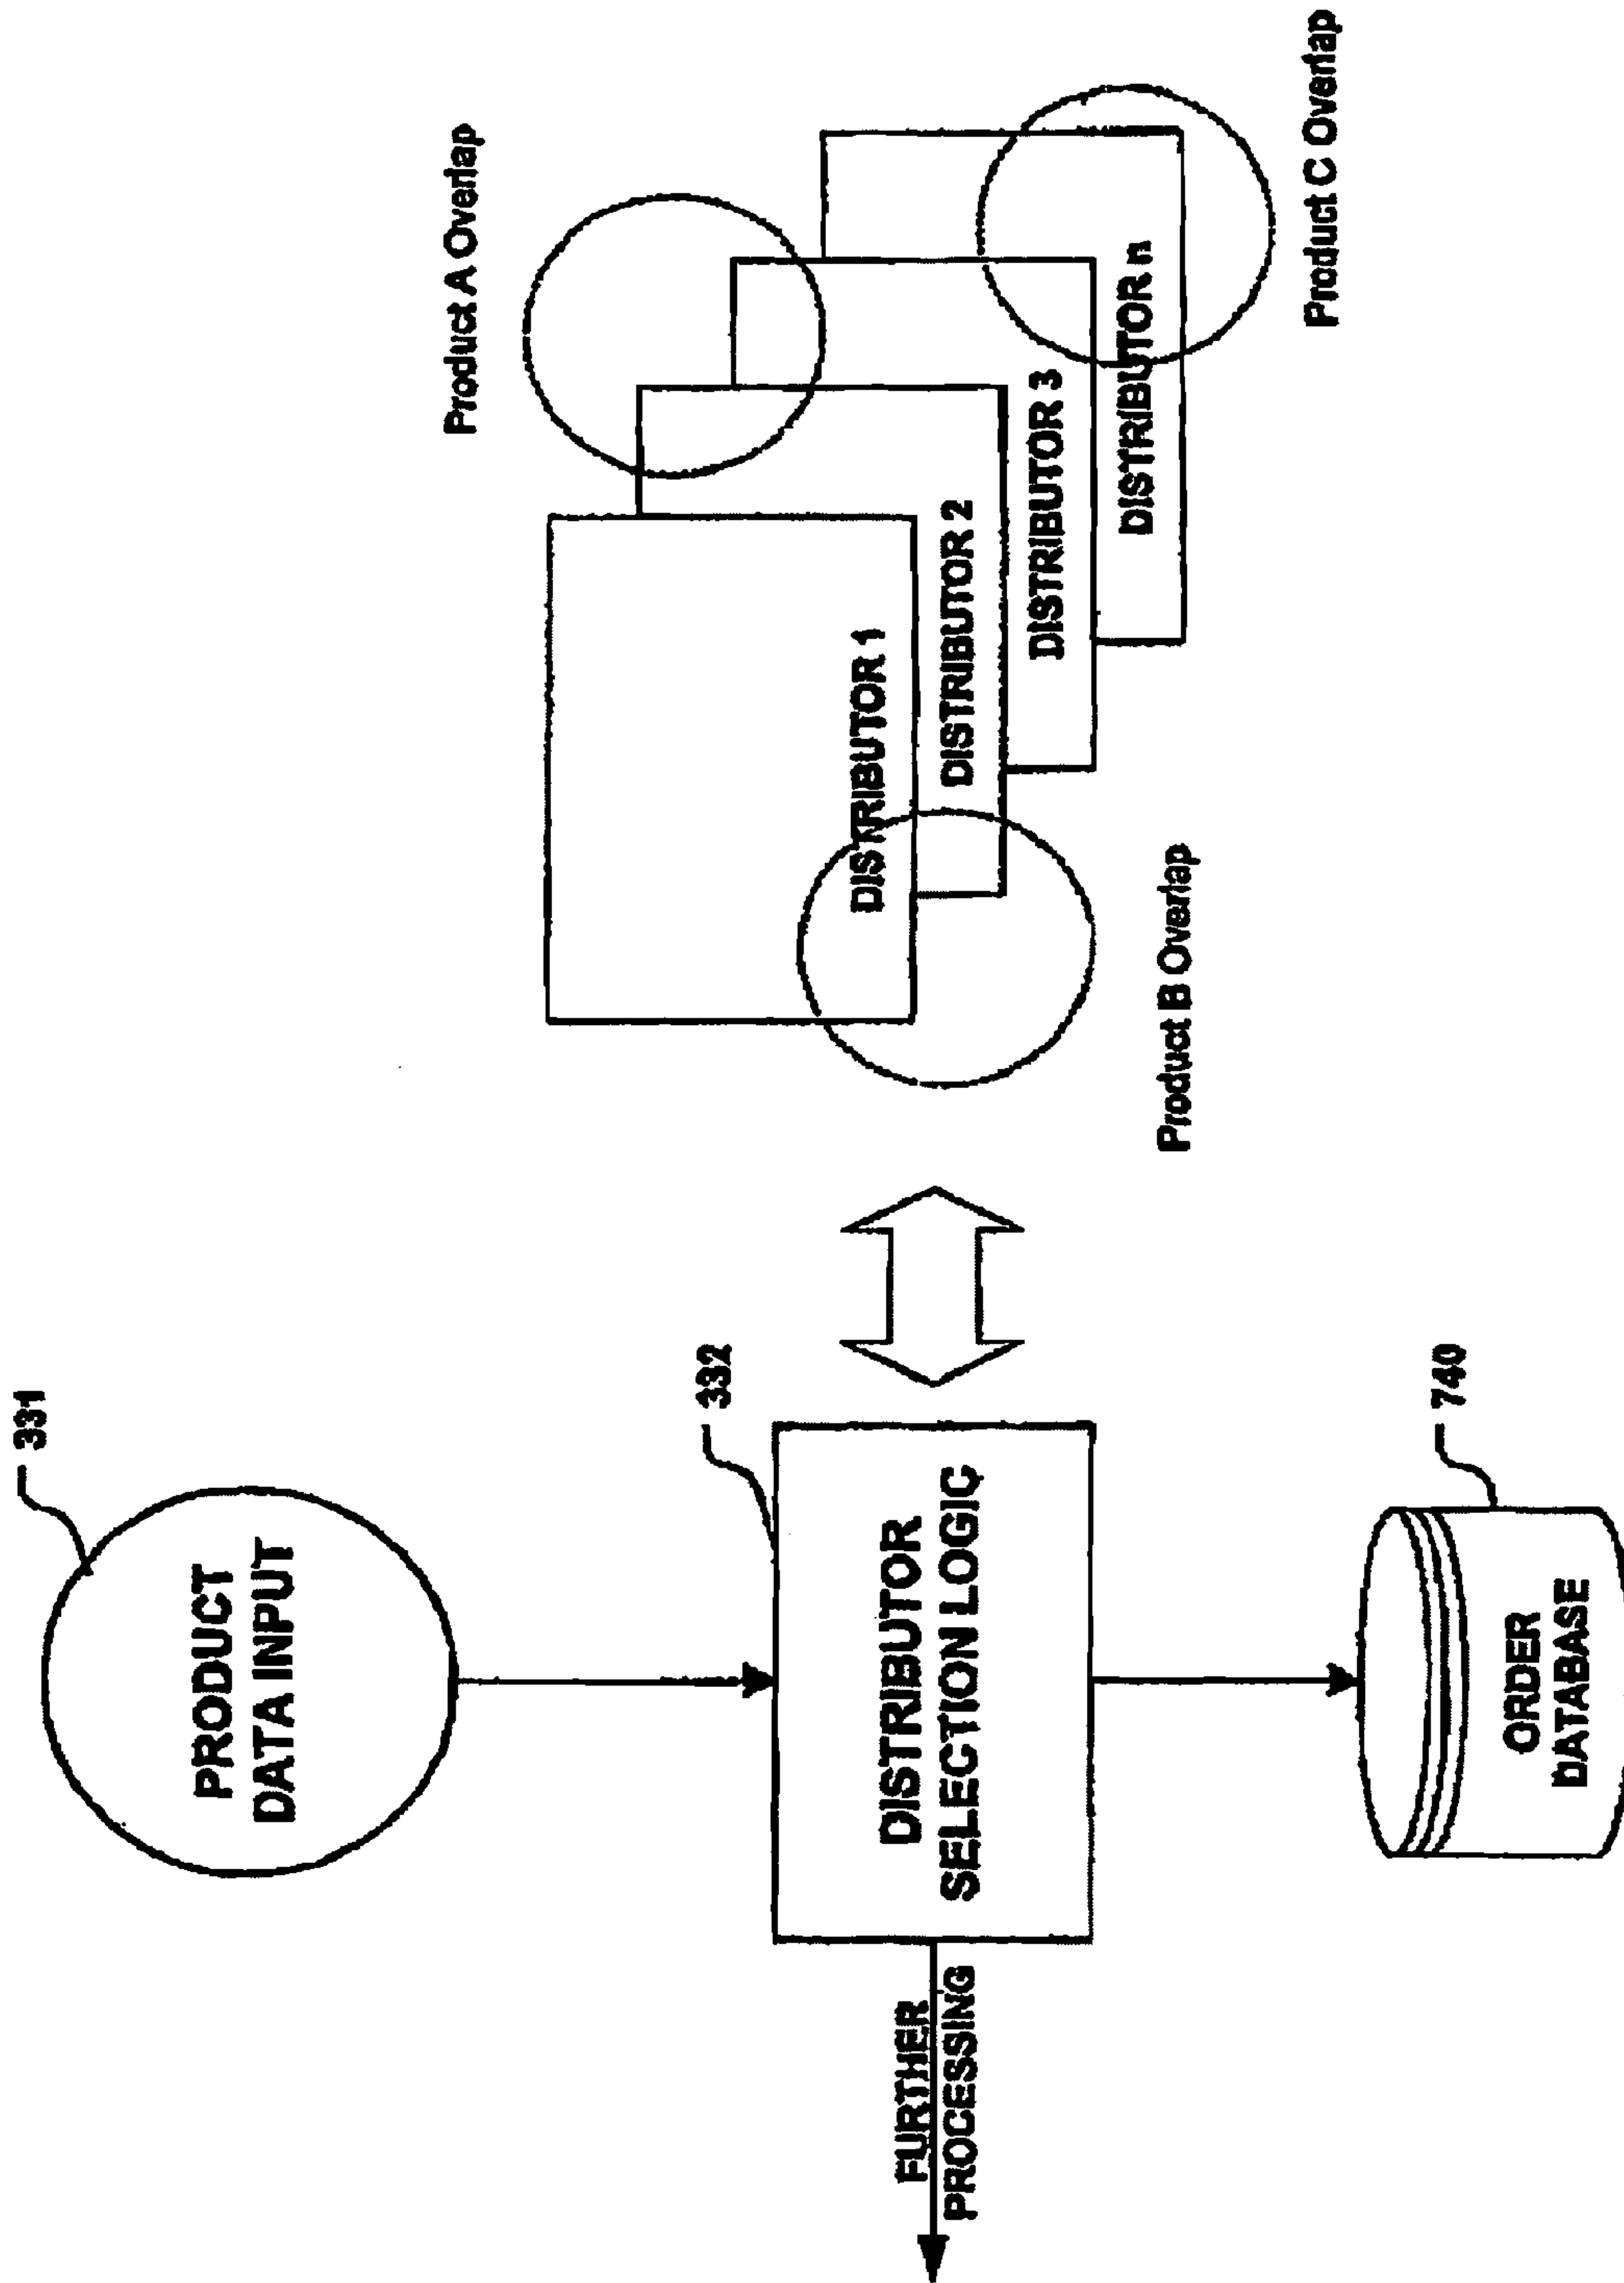 331
PRODUCT
DATA INPUT
332
DISTRIBUTOR
SELECTION LOGIC
FURTHER
PROCESSING
740
ORDER
DATABASE
Product A Overlap
DISTRIBUTOR 1
DISTRIBUTOR 2
DISTRIBUTOR 3
DISTRIBUTOR n
Product B Overlap
Product C Overlap